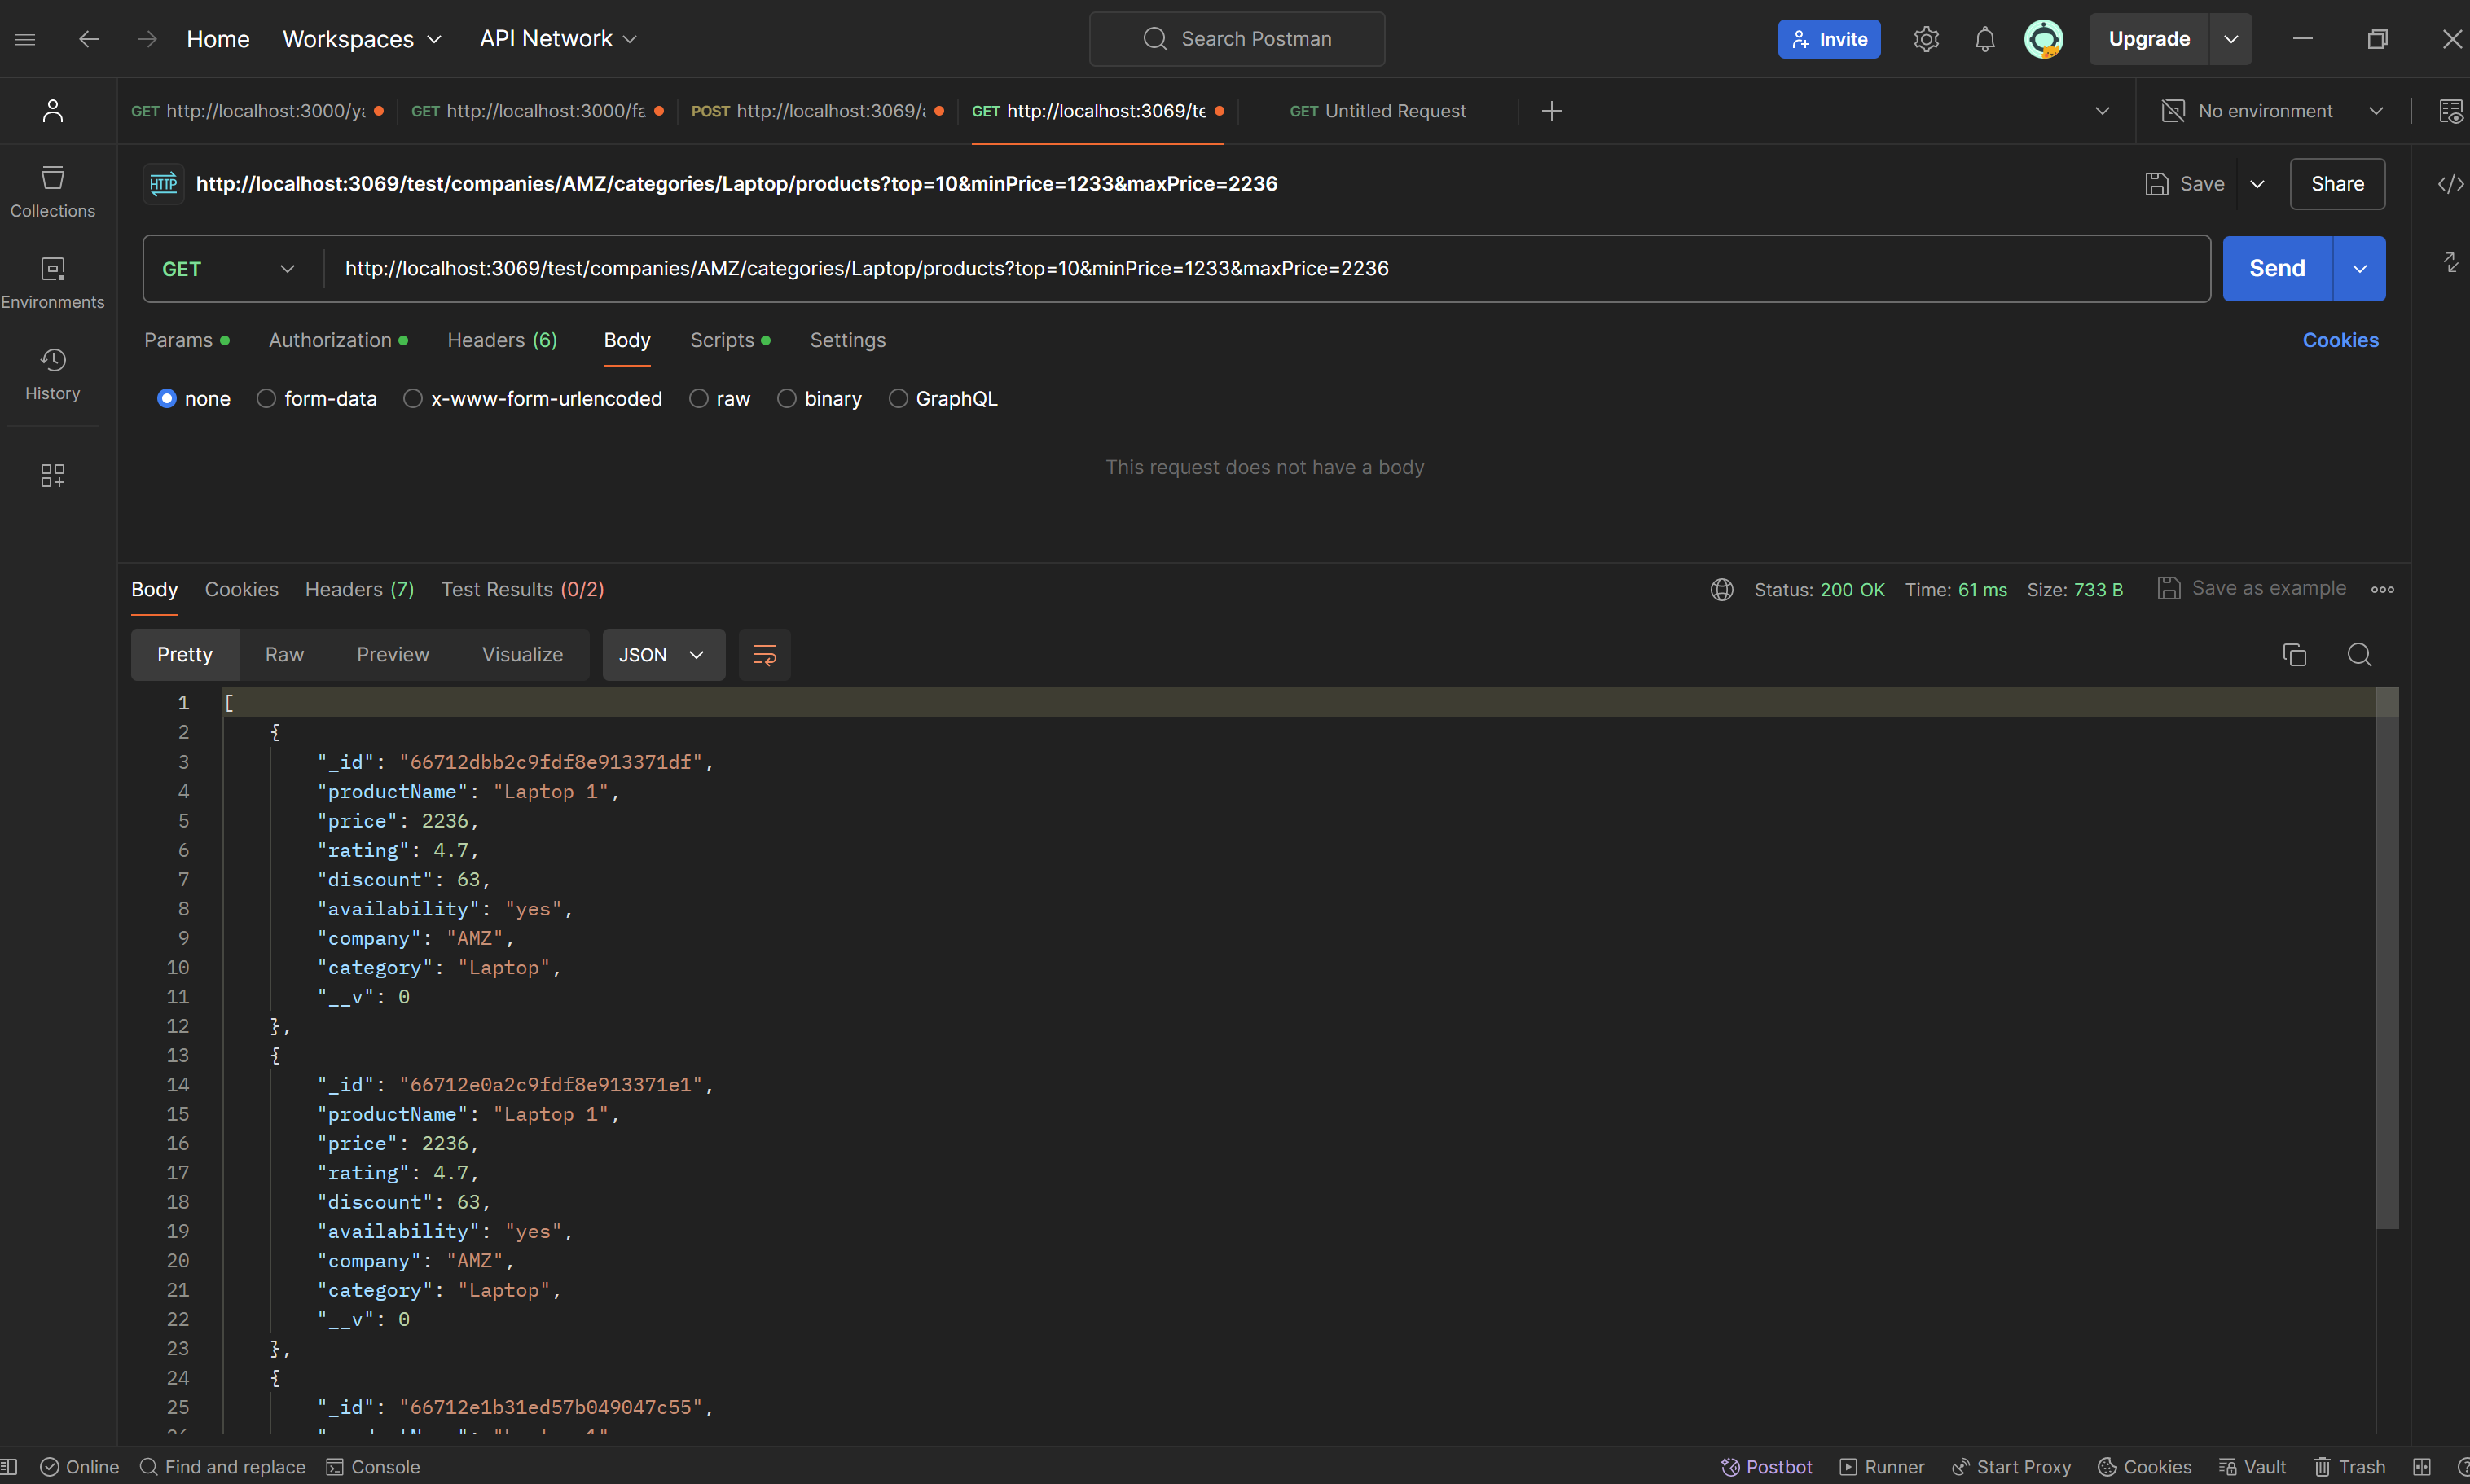 Home Workspaces API Network Search Postman Invite Upgrade
GET http://localhost:3000/y GET http://localhost:3000/fa POST http://localhost:3069/ GET http://localhost:3069/te GET Untitled Request No environment
HTTP http://localhost:3069/test/companies/AMZ/categories/Laptop/products?top=10&minPrice=1233&maxPrice=2236 Save Share
Collections
GET http://localhost:3069/test/companies/AMZ/categories/Laptop/products?top=10&minPrice=1233&maxPrice=2236 Send
Environments
Params Authorization Headers (6) Body Scripts Settings Cookies
History
none form-data x-www-form-urlencoded raw binary GraphQL
This request does not have a body
Body Cookies Headers (7) Test Results (0/2) Status: 200 OK Time: 61 ms Size: 733 B Save as example
Pretty Raw Preview Visualize JSON
1 [
2 {
3 "_id": "66712dbb2c9fdf8e913371df",
4 "productName": "Laptop 1",
5 "price": 2236,
6 "rating": 4.7,
7 "discount": 63,
8 "availability": "yes",
9 "company": "AMZ",
10 "category": "Laptop",
11 "__v": 0
12 },
13 {
14 "_id": "66712e0a2c9fdf8e913371e1",
15 "productName": "Laptop 1",
16 "price": 2236,
17 "rating": 4.7,
18 "discount": 63,
19 "availability": "yes",
20 "company": "AMZ",
21 "category": "Laptop",
22 "__v": 0
23 },
24 {
25 "_id": "66712e1b31ed57b049047c55",
Online Find and replace Console Postbot Runner Start Proxy Cookies Vault Trash